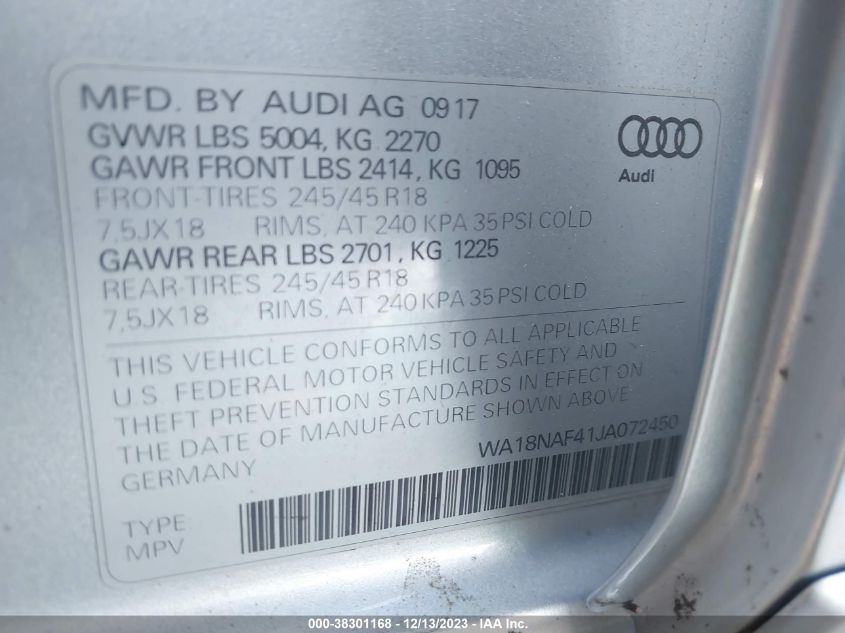 MFD. BY AUDI AG 0917
GVWR LBS 5004, KG 2270
GAWR FRONT LBS 2414, KG 1095
FRONT-TIRES 245/45 R18
7,5JX18 RIMS, AT 240 KPA 35 PSI COLD
GAWR REAR LBS 2701, KG 1225
REAR-TIRES 245/45 R18
7,5JX18 RIMS, AT 240 KPA 35 PSI COLD
Audi
THIS VEHICLE CONFORMS TO ALL APPLICABLE
U.S. FEDERAL MOTOR VEHICLE SAFETY AND
THEFT PREVENTION STANDARDS IN EFFECT ON
THE DATE OF MANUFACTURE SHOWN ABOVE.
GERMANY
WA18NAF41JA072450
TYPE
MPV
000-38301168 - 12/13/2023 - IAA Inc.